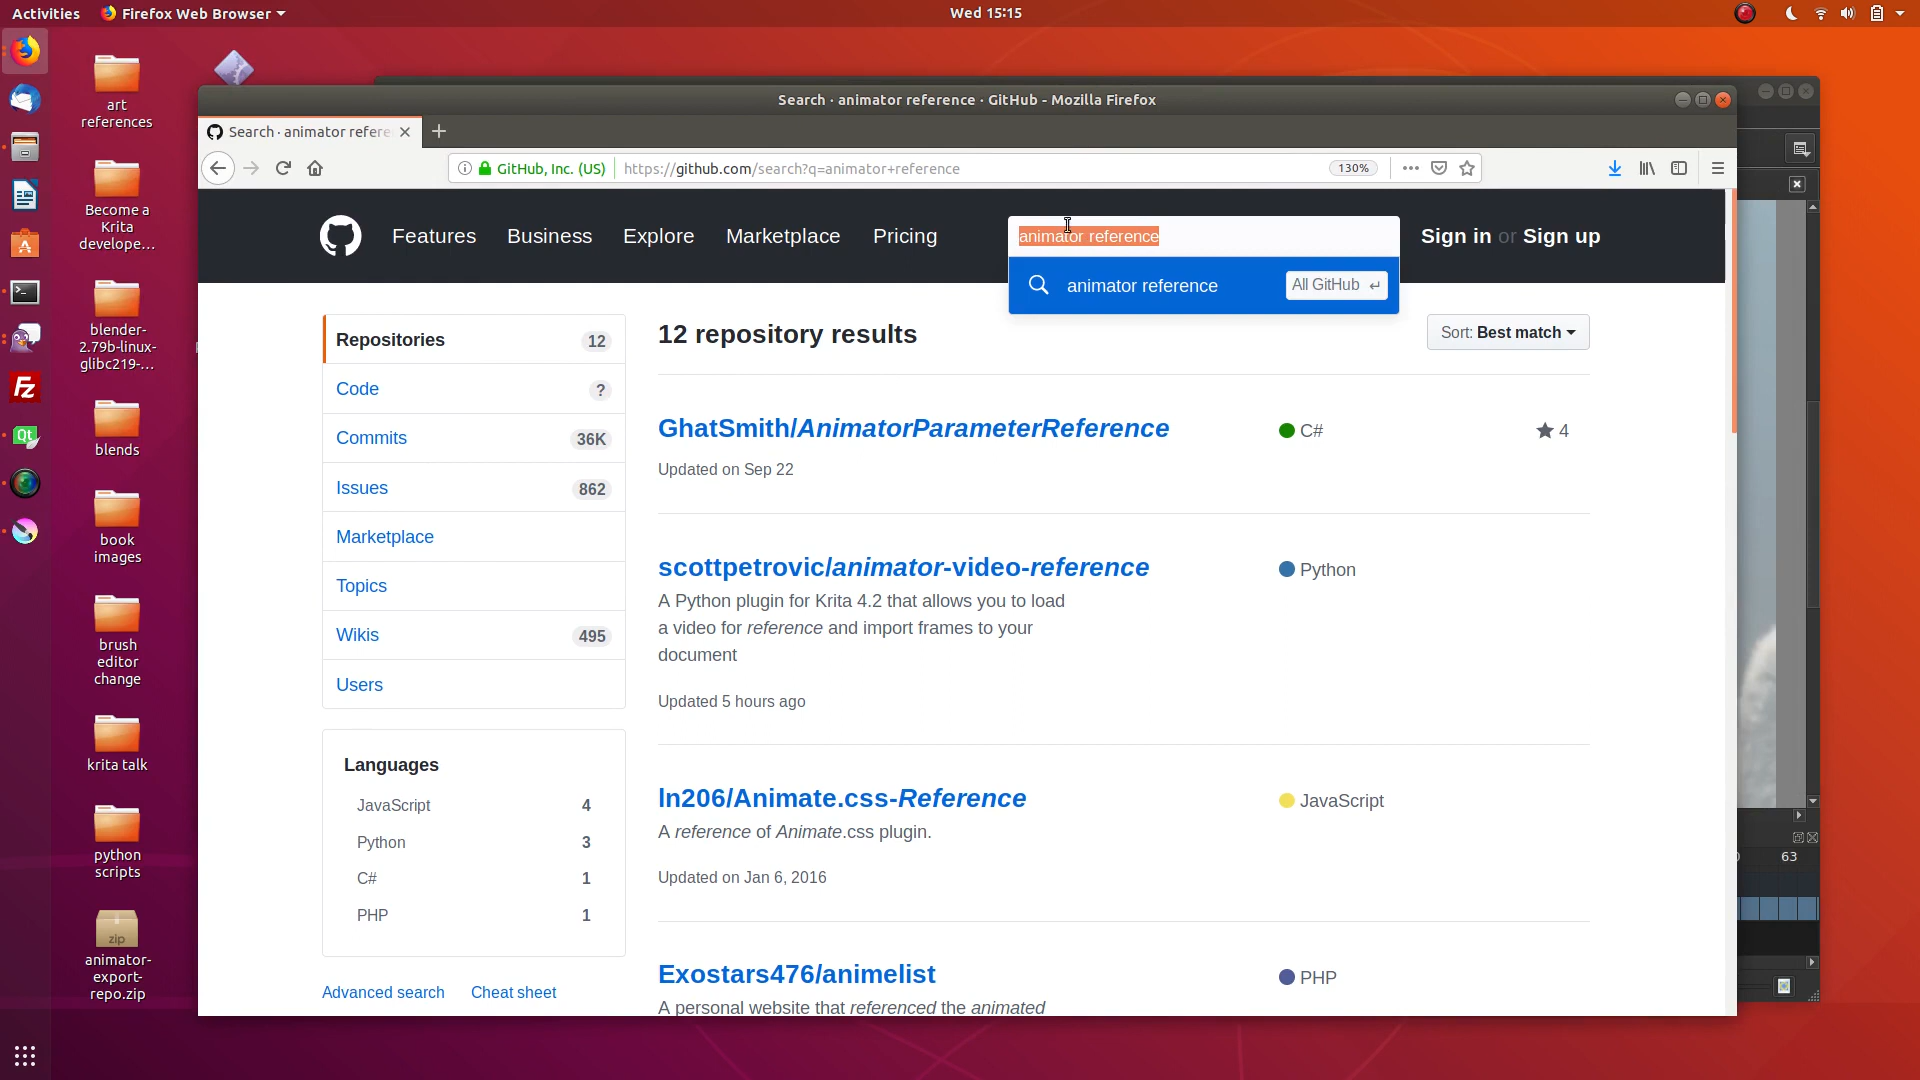 Activities
Firefox Web Browser
Wed 15:15
art
references
Become a
Krita
develope...
blender-
2.79b-linux-
glibc219-...
blends
book
images
brush
editor
change
krita talk
python
scripts
zip
animator-
export-
repo.zip
Search · animator reference · GitHub - Mozilla Firefox
Search · animator refere
GitHub, Inc. (US)
https://github.com/search?q=animator+reference
130%
Features
Business
Explore
Marketplace
Pricing
animator reference
Sign in or Sign up
animator reference
All GitHub
Repositories 12
Code ?
Commits 36K
Issues 862
Marketplace
Topics
Wikis 495
Users
Languages
JavaScript 4
Python 3
C# 1
PHP 1
Advanced search
Cheat sheet
12 repository results
Sort: Best match
GhatSmith/AnimatorParameterReference
C#
4
Updated on Sep 22
scottpetrovic/animator-video-reference
Python
A Python plugin for Krita 4.2 that allows you to load
a video for reference and import frames to your
document
Updated 5 hours ago
ln206/Animate.css-Reference
JavaScript
A reference of Animate.css plugin.
Updated on Jan 6, 2016
Exostars476/animelist
PHP
A personal website that referenced the animated
63
Fz
Qt